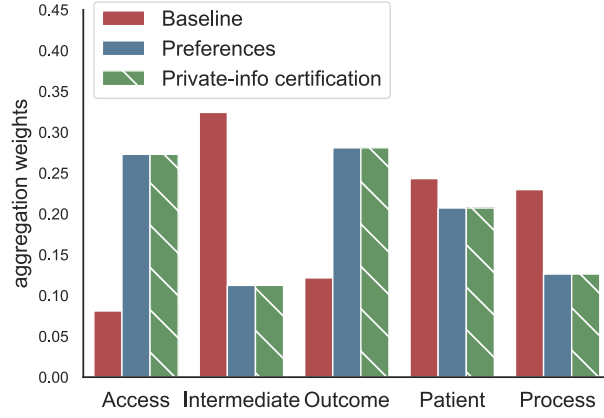 0.45
0.40
0.35
0.30
0.25
0.20
0.15
0.10
0.05
0.00
aggregation weights
Baseline
Preferences
Private-info certification
Access Intermediate Outcome Patient Process